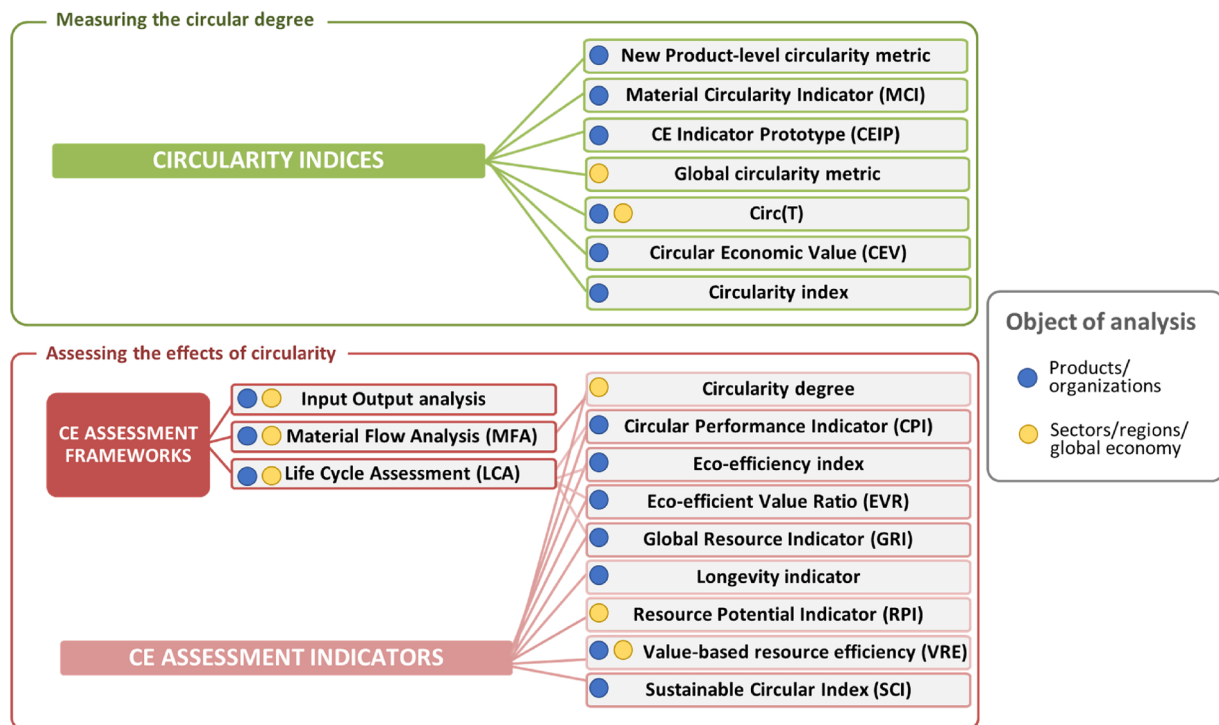 Measuring the circular degree
CIRCULARITY INDICES
New Product-level circularity metric
Material Circularity Indicator (MCI)
CE Indicator Prototype (CEIP)
Global circularity metric
Circ(T)
Circular Economic Value (CEV)
Circularity index
Assessing the effects of circularity
CE ASSESSMENT
FRAMEWORKS
Input Output analysis
Material Flow Analysis (MFA)
Life Cycle Assessment (LCA)
CE ASSESSMENT INDICATORS
Circularity degree
Circular Performance Indicator (CPI)
Eco-efficiency index
Eco-efficient Value Ratio (EVR)
Global Resource Indicator (GRI)
Longevity indicator
Resource Potential Indicator (RPI)
Value-based resource efficiency (VRE)
Sustainable Circular Index (SCI)
Object of analysis
Products/
organizations
Sectors/regions/
global economy